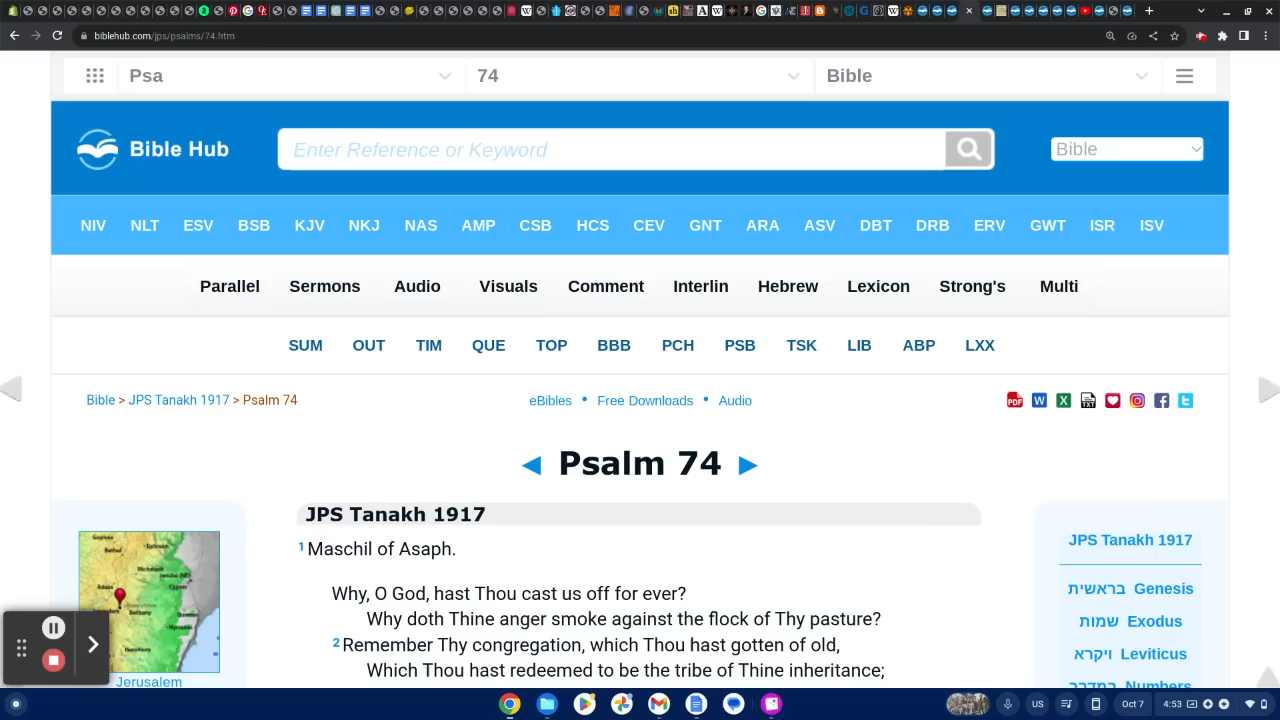 biblehub.com/jps/psalms/74.htm
Psa 74 Bible
Bible Hub Enter Reference or Keyword Bible
NIV NLT ESV BSB KJV NKJ NAS AMP CSB HCS CEV GNT ARA ASV DBT DRB ERV GWT ISR ISV
Parallel Sermons Audio Visuals Comment Interlin Hebrew Lexicon Strong's Multi
SUM OUT TIM QUE TOP BBB PCH PSB TSK LIB ABP LXX
Bible > JPS Tanakh 1917 > Psalm 74 eBibles • Free Downloads • Audio
◄ Psalm 74 ►
JPS Tanakh 1917
1 Maschil of Asaph.
Why, O God, hast Thou cast us off for ever?
Why doth Thine anger smoke against the flock of Thy pasture?
2 Remember Thy congregation, which Thou hast gotten of old,
Which Thou hast redeemed to be the tribe of Thine inheritance;
Jerusalem
JPS Tanakh 1917
בראשית Genesis
שמות Exodus
ויקרא Leviticus
במדבר Numbers
US Oct 7 4:53